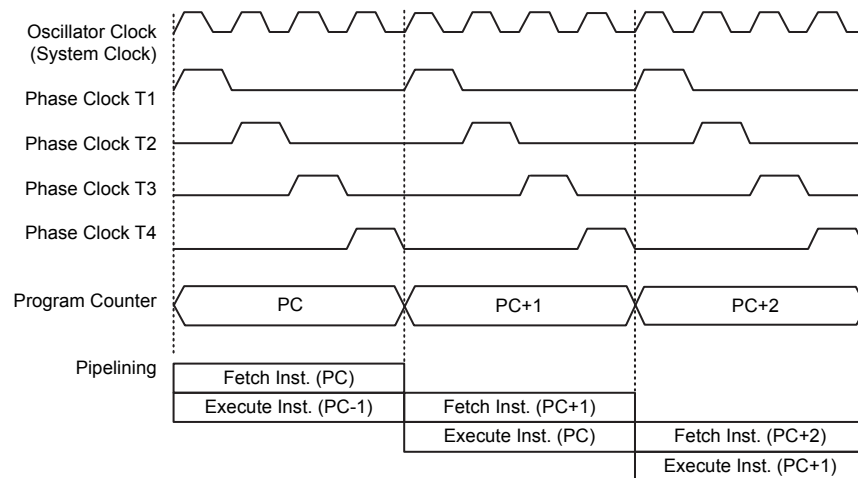 Oscillator Clock
(System Clock)
Phase Clock T1
Phase Clock T2
Phase Clock T3
Phase Clock T4
Program Counter
PC
PC+1
PC+2
Pipelining
Fetch Inst. (PC)
Execute Inst. (PC-1)
Fetch Inst. (PC+1)
Execute Inst. (PC)
Fetch Inst. (PC+2)
Execute Inst. (PC+1)